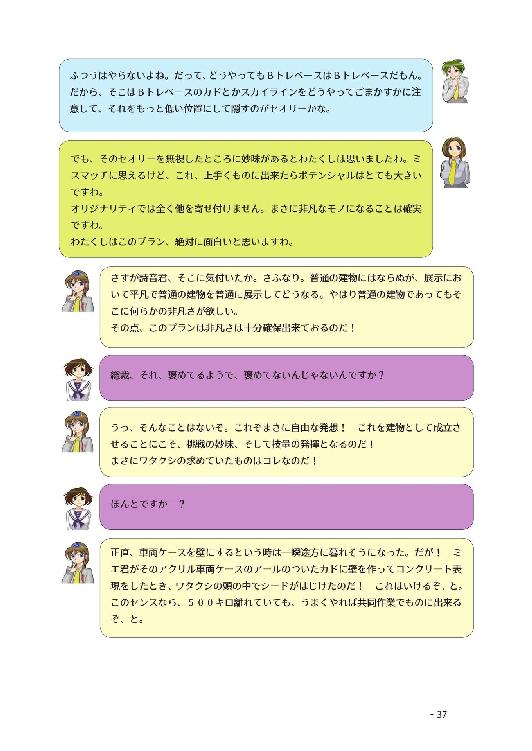 ふつうはやらないよね。だって、どうやってもBトレベースはBトレベースだもん。
だから、そこはBトレベースのカドとかスカイラインをどうやってごまかすかに注
意して、それをもっと低い位置にして隠すのがセオリーかな。
でも、そのセオリーを無視したところに妙味があるとわたくしは思いましたわ。ミ
スマッチに思えるけど、これ、上手くものに出来たらポテンシャルはとても大きい
ですわ。
オリジナリティでは全く他を寄せ付けません。まさに非凡なモノになることは確実
ですわ。
わたくしはこのプラン、絶対に面白いと思いますわ。
さすが詩音君、そこに気付いたか。さふなり。普通の建物にはならぬが、展示にお
いて平凡で普通の建物を普通に展示してどうなる。やはり普通の建物であってもそ
こに何らかの非凡さが欲しい。
その点、このプランは非凡さは十分確保出来ておるのだ！
総裁、それ、褒めてるようで、褒めてないんじゃないんですか？
うっ、そんなことはないぞ。これぞまさに自由な発想！　これを建物として成立さ
せることにこそ、挑戦の妙味、そして技量の発揮となるのだ！
まさにワタクシの求めていたものはコレなのだ！
ほんとですか　？
正直、車両ケースを壁にするという時は一瞬途方に暮れそうになった。だが！　ミ
エ君がそのアクリル車両ケースのアールのついたカドに壁を作ってコンクリート表
現をしたとき、ワタクシの頭の中でシードがはじけたのだ！　これはいけるぞ、と。
このセンスなら、５００キロ離れていても、うまくやれば共同作業でものに出来る
ぞ、と。
- 37